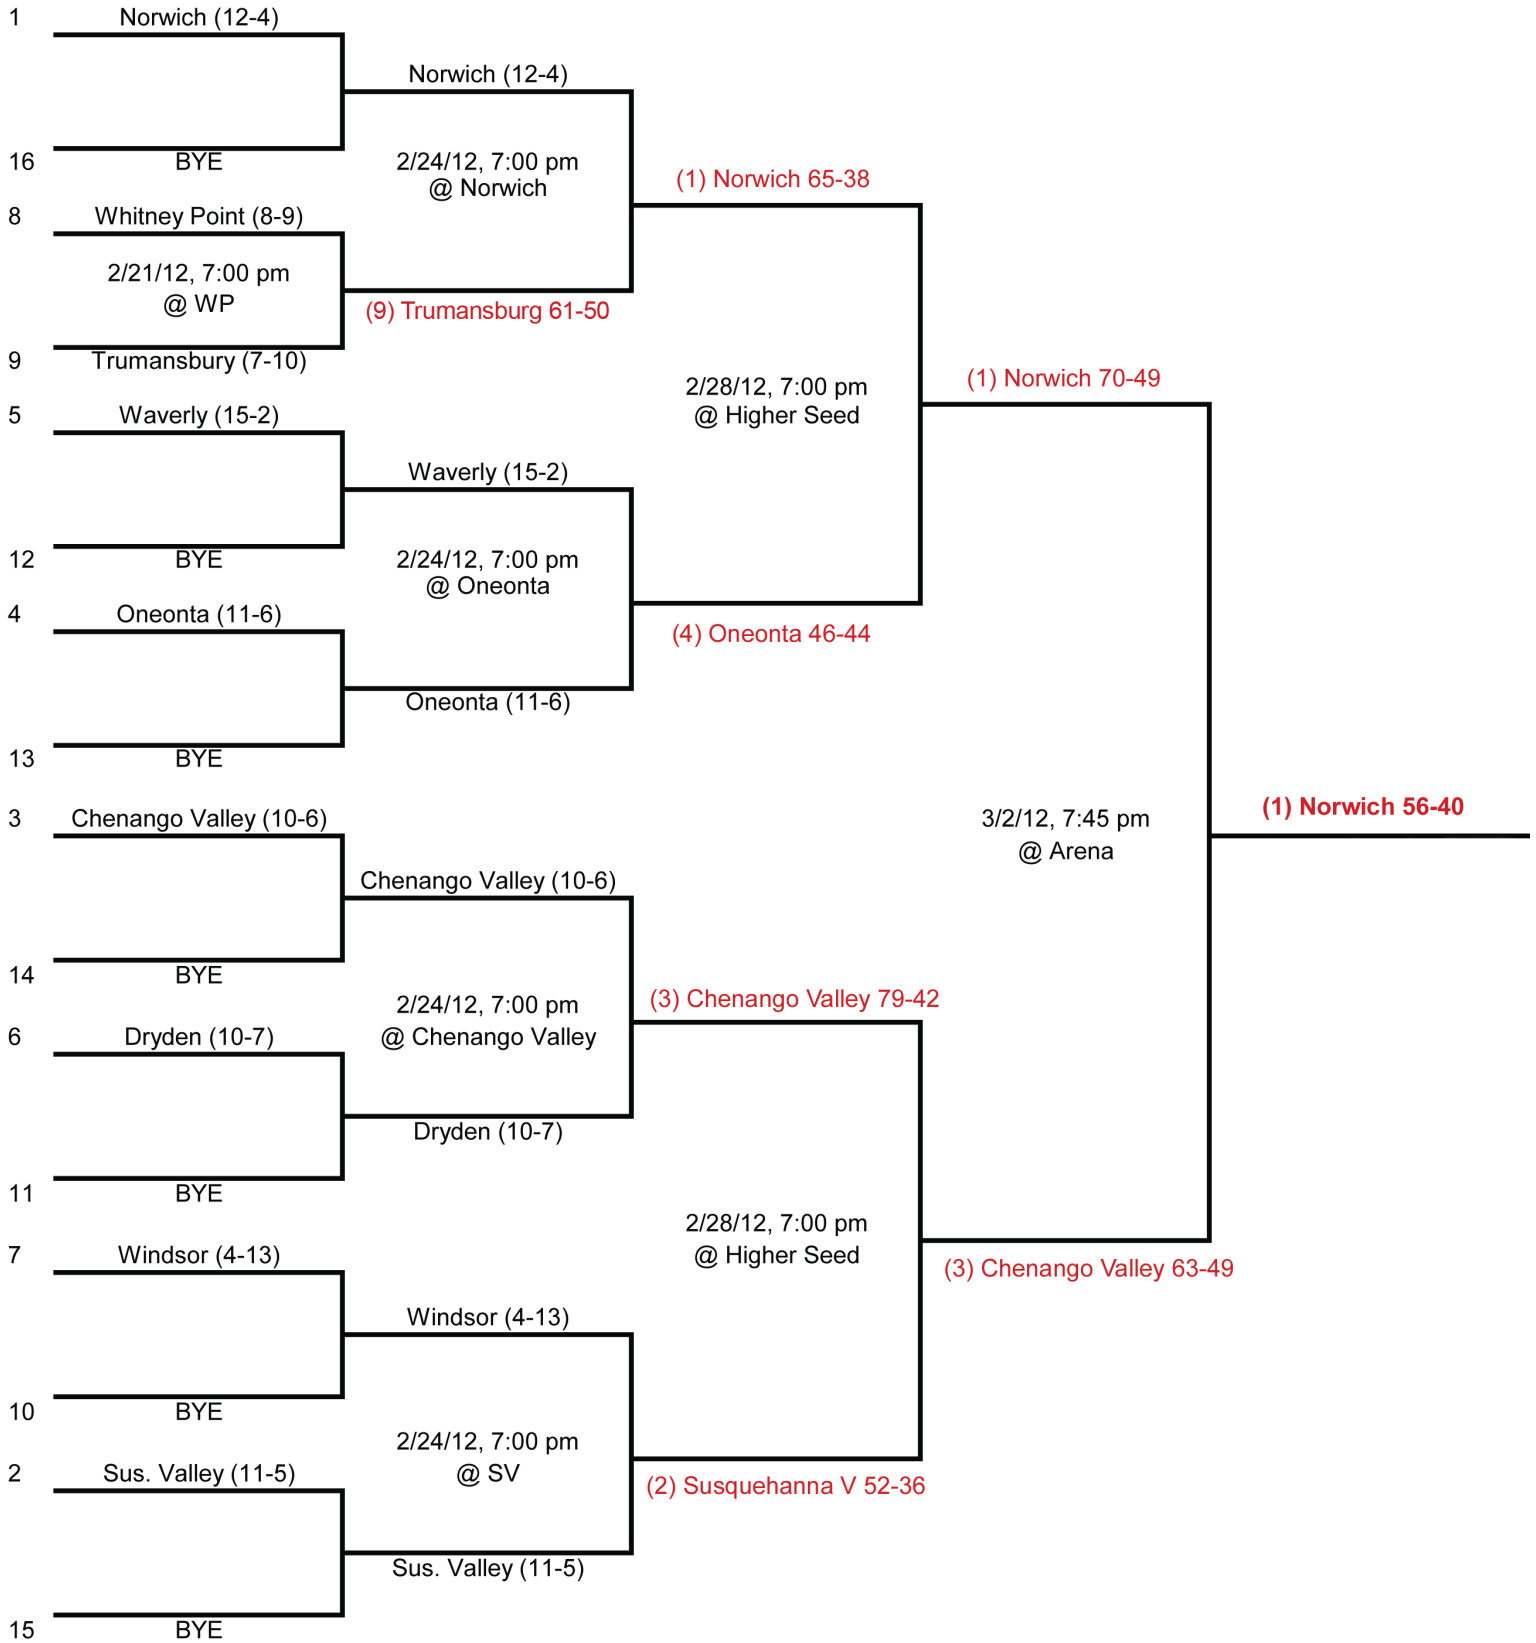 1
Norwich (12-4)
16
BYE
8
Whitney Point (8-9)
2/21/12, 7:00 pm
@ WP
9
Trumansbury (7-10)
5
Waverly (15-2)
12
BYE
4
Oneonta (11-6)
13
BYE
3
Chenango Valley (10-6)
14
BYE
6
Dryden (10-7)
11
BYE
7
Windsor (4-13)
10
BYE
2
Sus. Valley (11-5)
15
BYE
Norwich (12-4)
2/24/12, 7:00 pm
@ Norwich
(9) Trumansburg 61-50
Waverly (15-2)
2/24/12, 7:00 pm
@ Oneonta
Oneonta (11-6)
Chenango Valley (10-6)
2/24/12, 7:00 pm
@ Chenango Valley
Dryden (10-7)
Windsor (4-13)
2/24/12, 7:00 pm
@ SV
Sus. Valley (11-5)
(1) Norwich 65-38
2/28/12, 7:00 pm
@ Higher Seed
(4) Oneonta 46-44
(3) Chenango Valley 79-42
2/28/12, 7:00 pm
@ Higher Seed
(2) Susquehanna V 52-36
(1) Norwich 70-49
3/2/12, 7:45 pm
@ Arena
(3) Chenango Valley 63-49
(1) Norwich 56-40